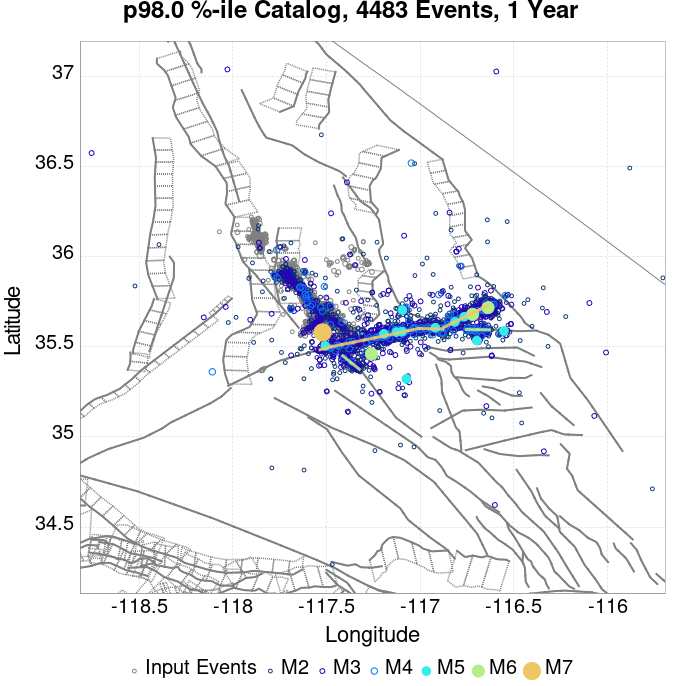 p98.0 %-ile Catalog, 4483 Events, 1 Year
37
36.5
36
35.5
35
34.5
Latitude
-118.5 -118 -117.5 -117 -116.5 -116
Longitude
Input Events M2 M3 M4 M5 M6 M7